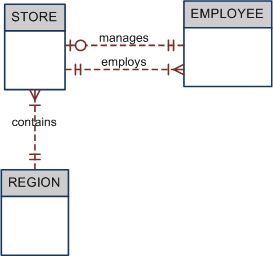 STORE
EMPLOYEE
manages
employs
contains
REGION